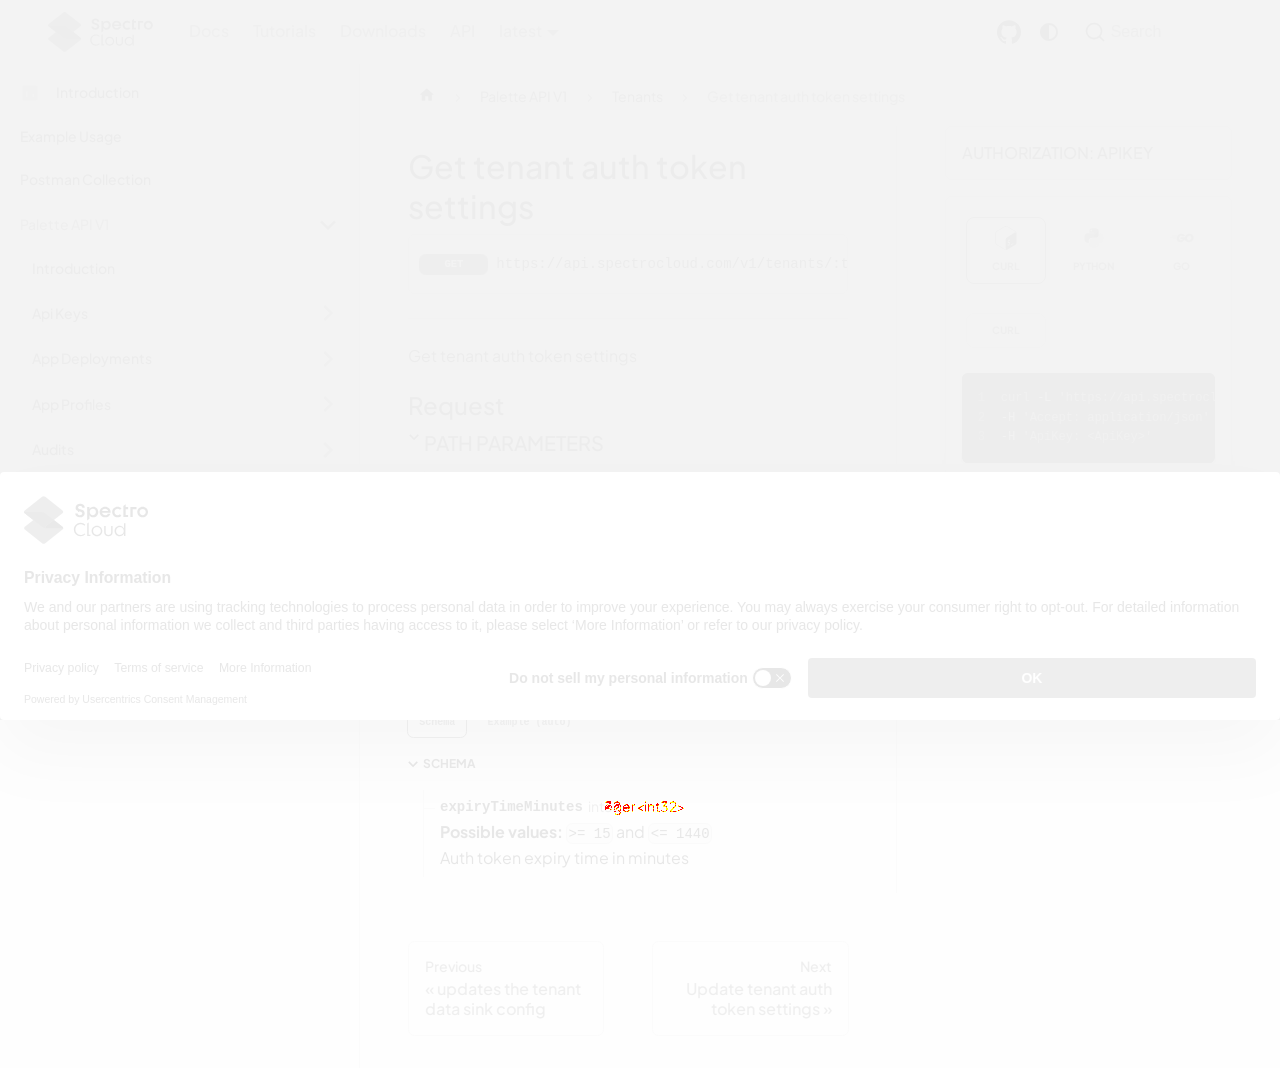 Spectro Cloud
Docs Tutorials Downloads API latest
Search
Introduction
Example Usage
Postman Collection
Palette API V1
Introduction
Api Keys
App Deployments
App Profiles
Audits
Palette API V1 Tenants Get tenant auth token settings
Get tenant auth token
settings
GET https://api.spectrocloud.com/v1/tenants/:t
Get tenant auth token settings
Request
PATH PARAMETERS
AUTHORIZATION: APIKEY
CURL PYTHON GO
CURL
Spectro
Cloud
Privacy Information
We and our partners are using tracking technologies to process personal data in order to improve your experience. You may always exercise your consumer right to opt-out. For detailed information
about personal information we collect and third parties having access to it, please select ‘More Information’ or refer to our privacy policy.
Privacy policy Terms of service More Information
Do not sell my personal information
OK
Powered by Usercentrics Consent Management
Schema Example (auto)
SCHEMA
expiryTimeMinutes
Possible values: >= 15 and <= 1440
Auth token expiry time in minutes
Previous
« updates the tenant
data sink config
Next
Update tenant auth
token settings »